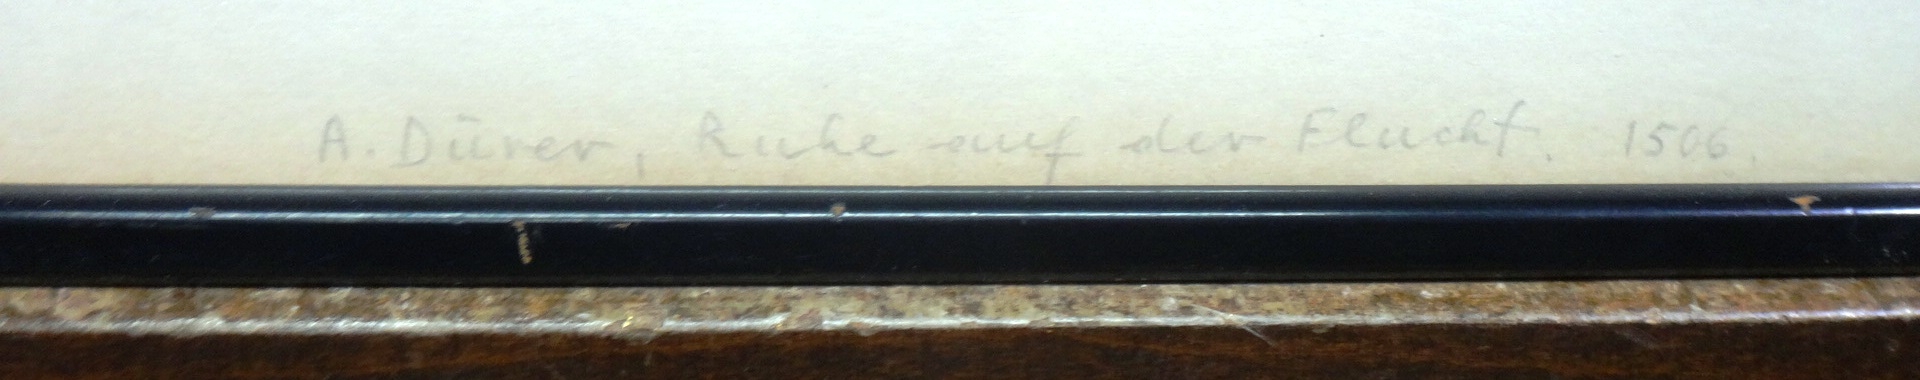 A. Dürer, Ruhe auf der Flucht. 1506.